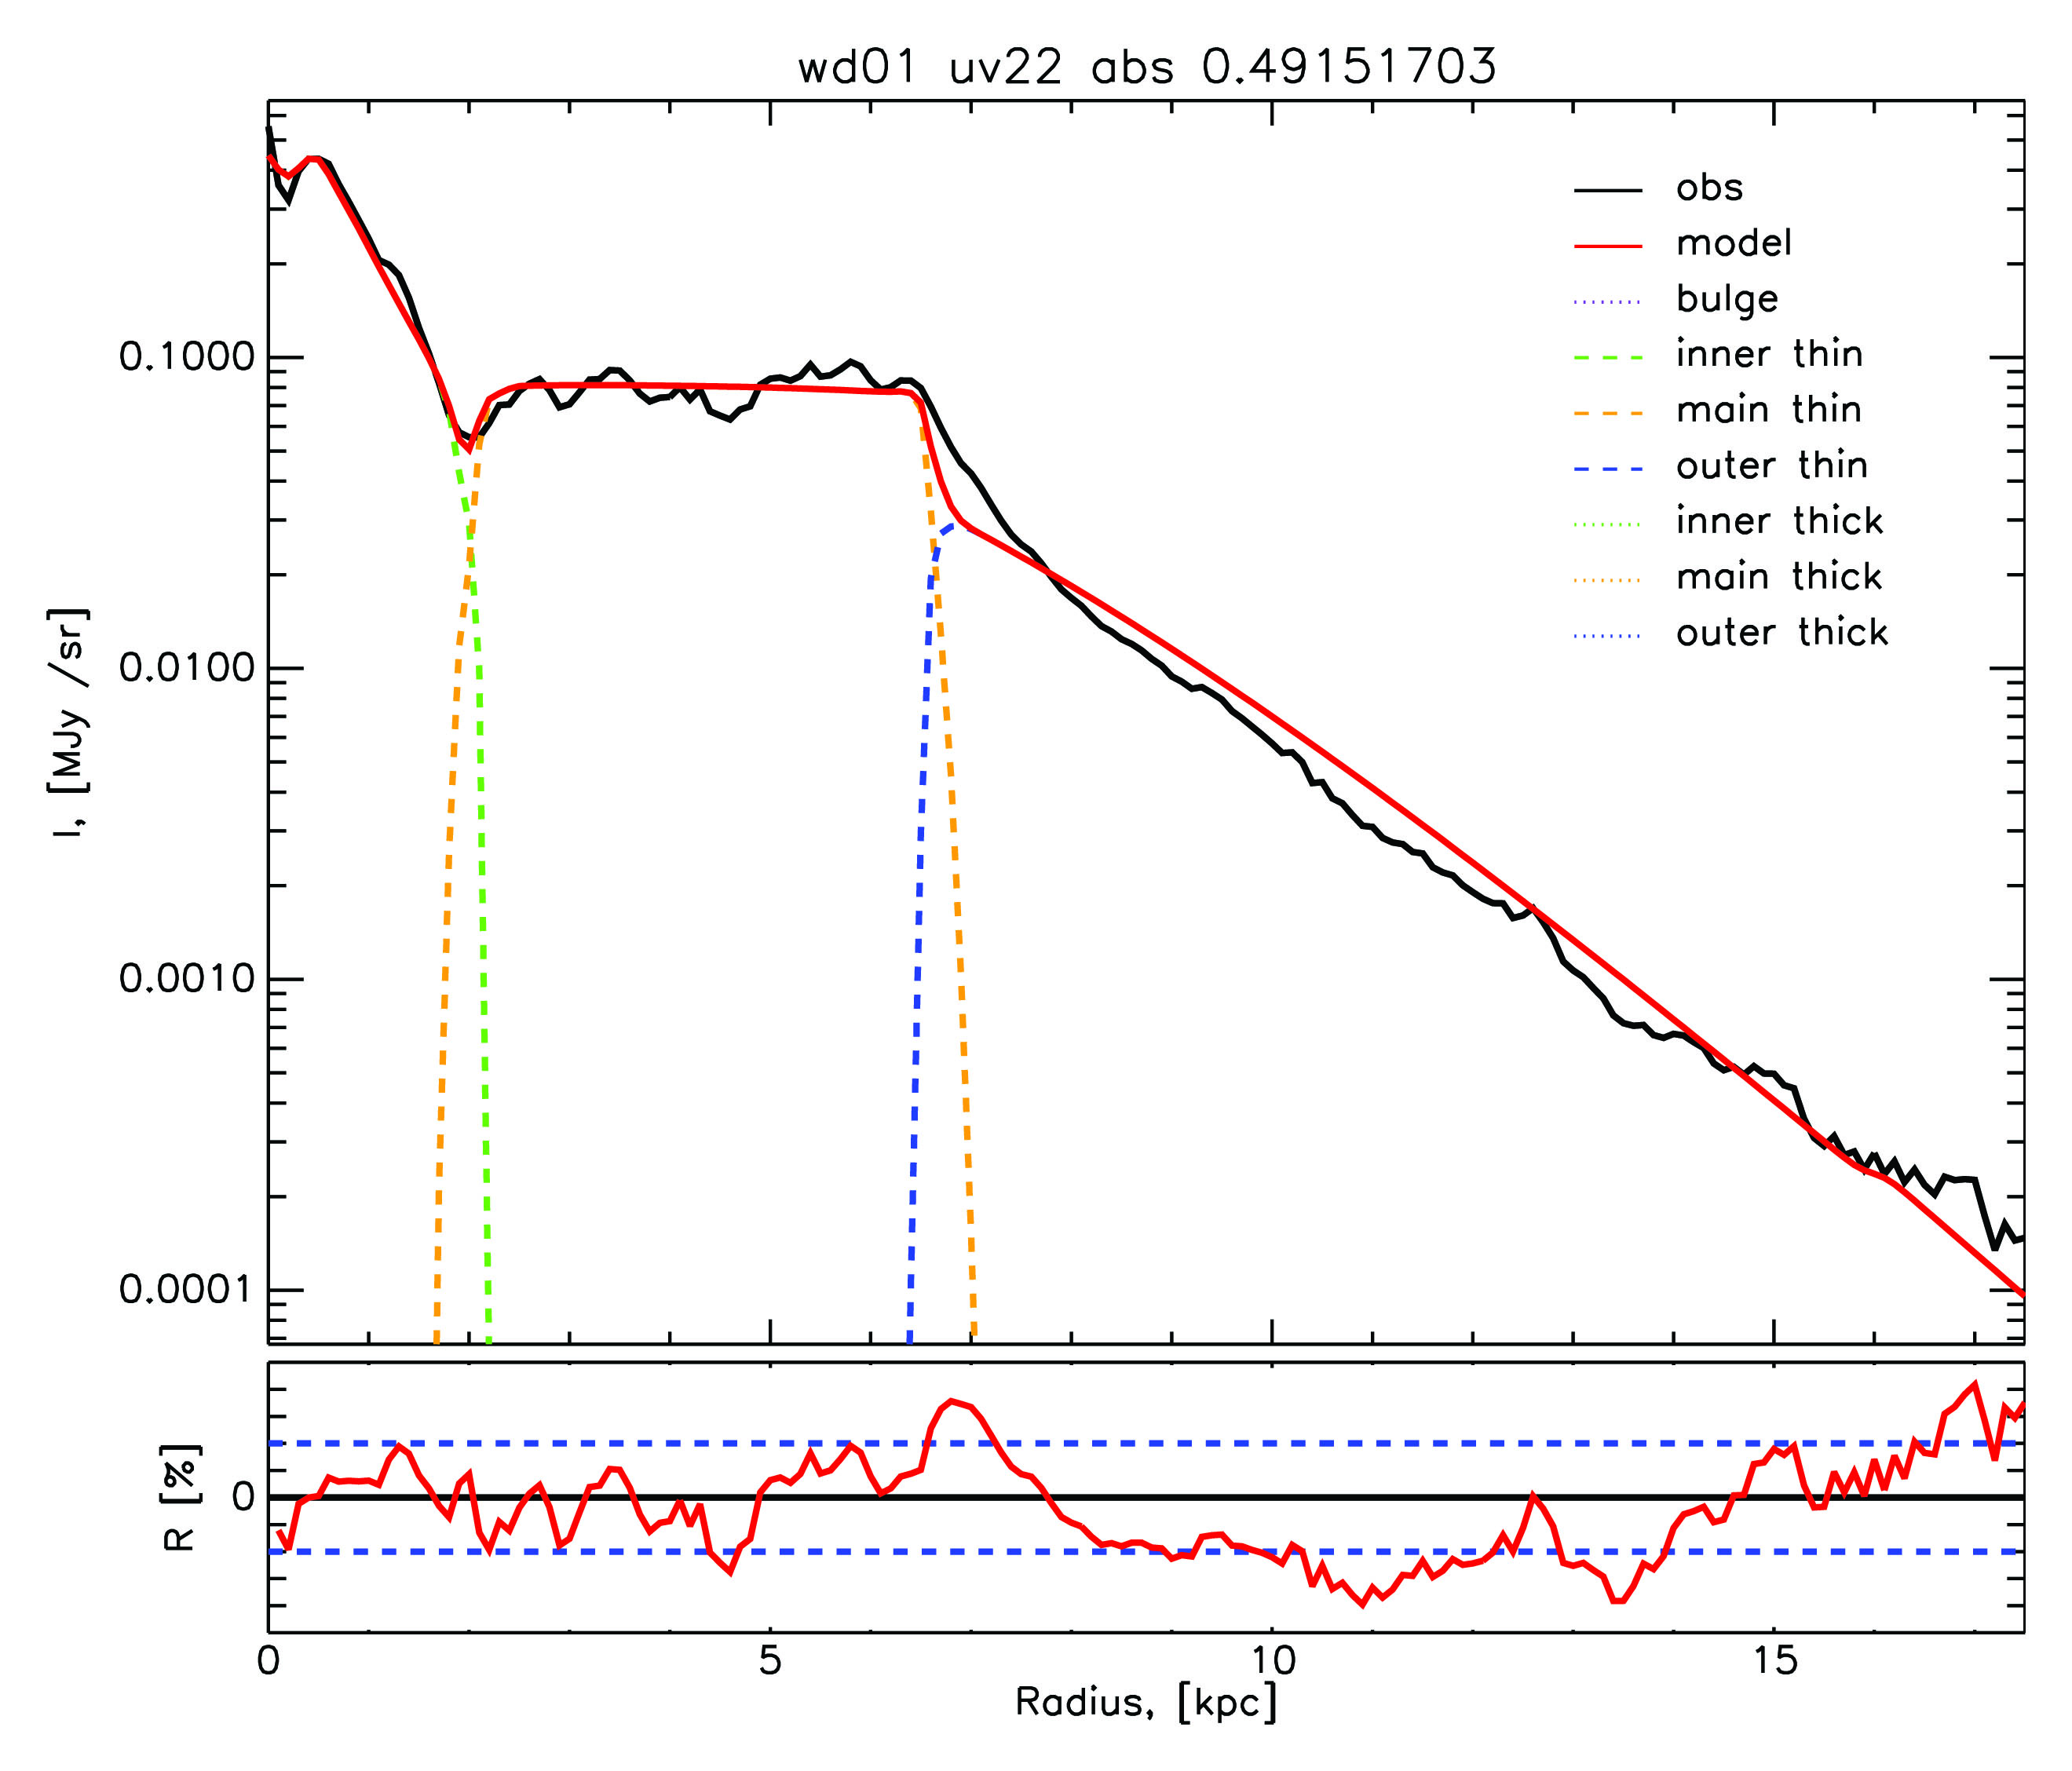 wd01 uv22 abs 0.49151703
obs
model
bulge
inner thin
main thin
outer thin
inner thick
main thick
outer thick
I, [MJy /sr]
0.1000
0.0100
0.0010
0.0001
R [%]
0
0 5 10 15
Radius, [kpc]